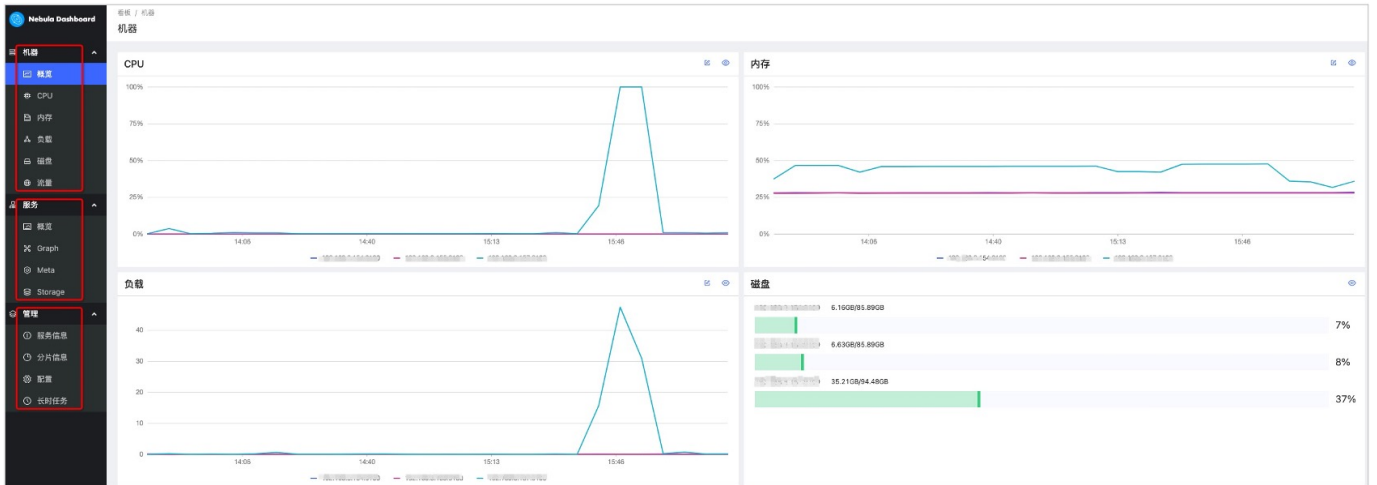 Nebula Dashboard
看板 / 机器
机器
机器
概览
CPU
内存
负载
磁盘
流量
服务
概览
Graph
Meta
Storage
管理
服务信息
分片信息
配置
长时任务
CPU
100%
75%
50%
25%
0%
14:06
14:40
15:13
15:46
内存
100%
75%
50%
25%
0%
14:06
14:40
15:13
15:46
负载
40
30
20
10
0
14:06
14:40
15:13
15:46
磁盘
6.16GB/85.89GB
7%
6.63GB/85.89GB
8%
35.21GB/94.48GB
37%